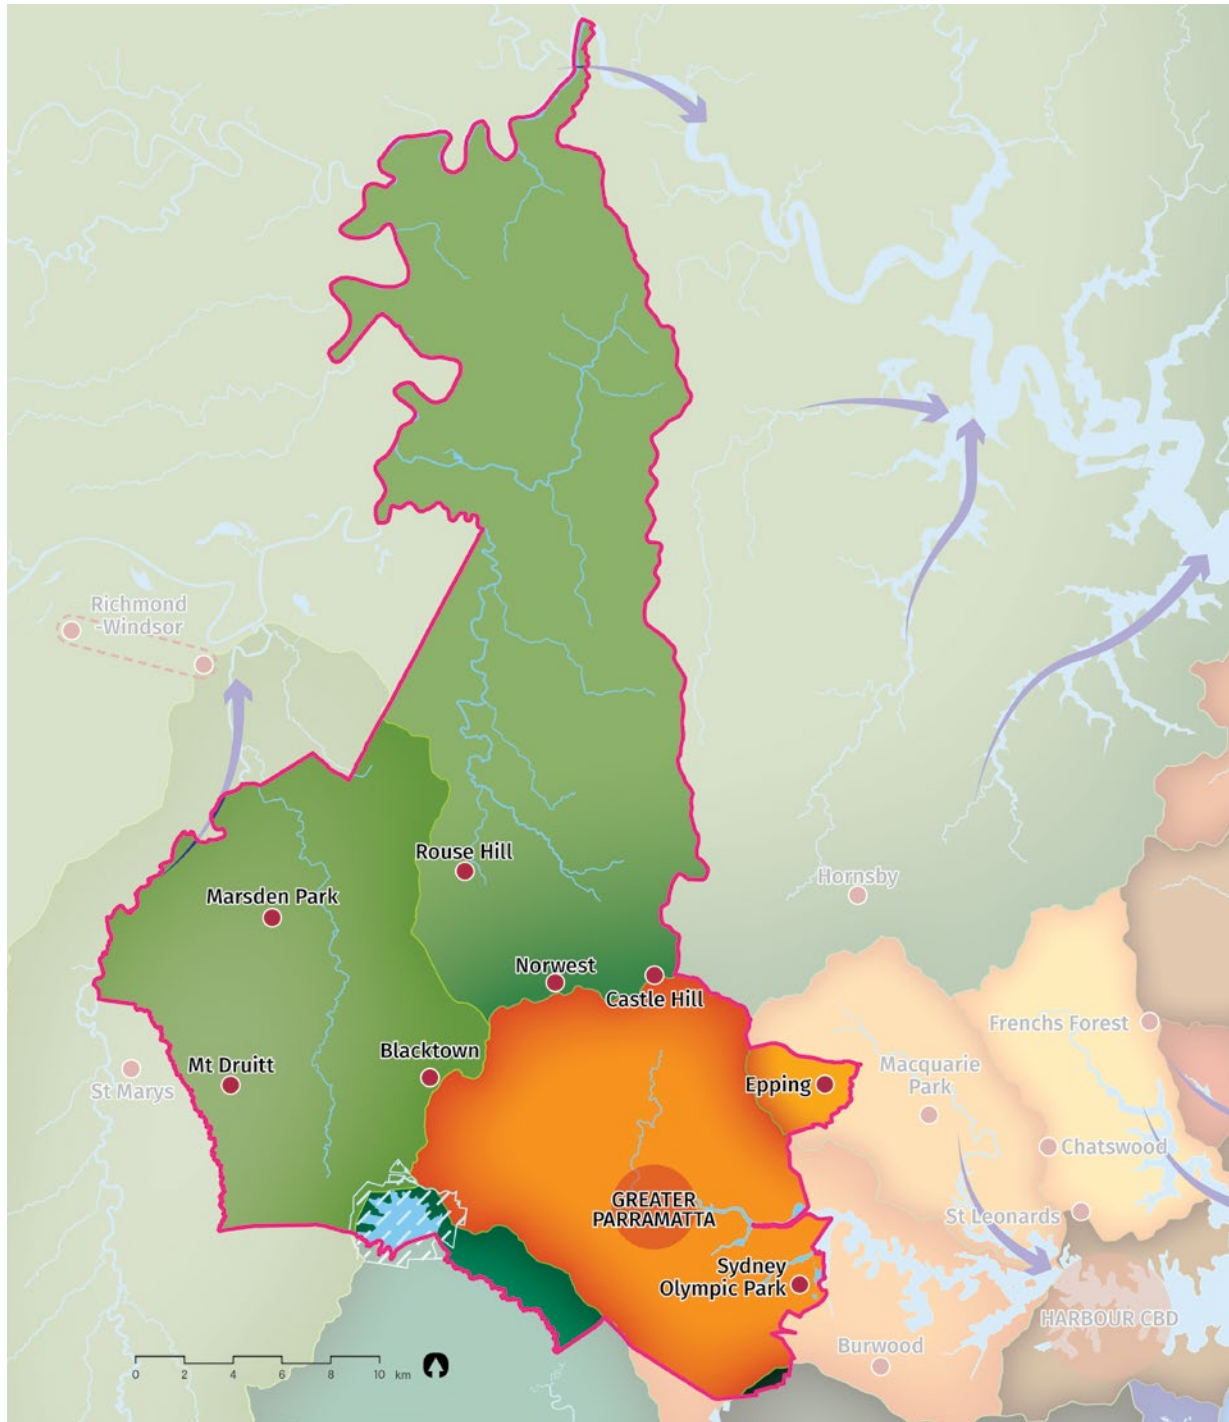 Richmond
-Windsor
Rouse Hill
Marsden Park
Hornsby
Norwest
Castle Hill
Frenchs Forest
Blacktown
Mt Druitt
St Marys
Epping
Macquarie
Park
Chatswood
GREATER
PARRAMATTA
St Leonards
Sydney
Olympic Park
HARBOUR CBD
Burwood
0 2 4 6 8 10 km